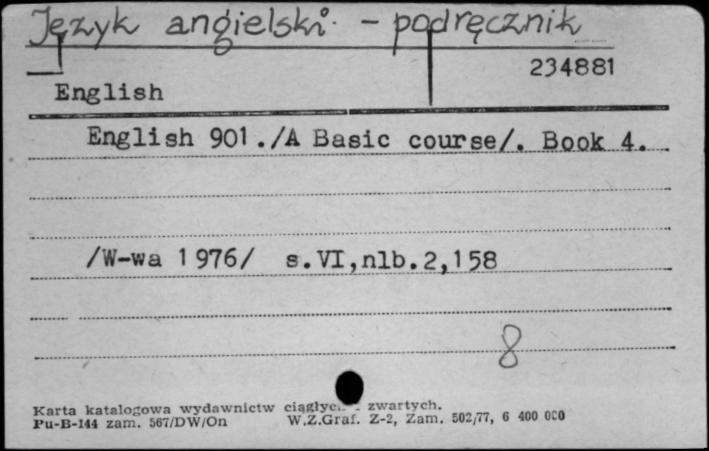 Język angielski - podręcznik
234881
English
English 901./A Basic course/. Book 4.
/W-wa 1976/ s.VI,nlb.2,158
8
Karta katalogowa wydawnictw zwartych.
Pu-B-144 zam. 567/DW/On W.Z.Graf. Z-2, Zam. 502/77, 6 400 000